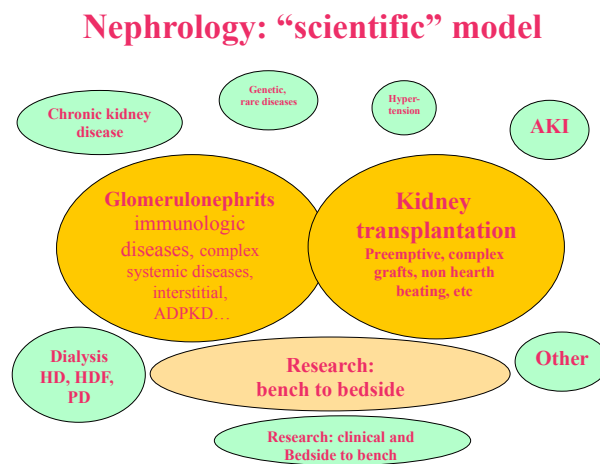 Nephrology: “scientific” model
Genetic,
rare diseases
Hyper-
tension
Chronic kidney
disease
AKI
Glomerulonephrits
immunologic
diseases, complex
systemic diseases,
interstitial,
ADPKD…
Kidney
transplantation
Preemptive, complex
grafts, non hearth
beating, etc
Dialysis
HD, HDF,
PD
Research:
bench to bedside
Other
Research: clinical and
Bedside to bench